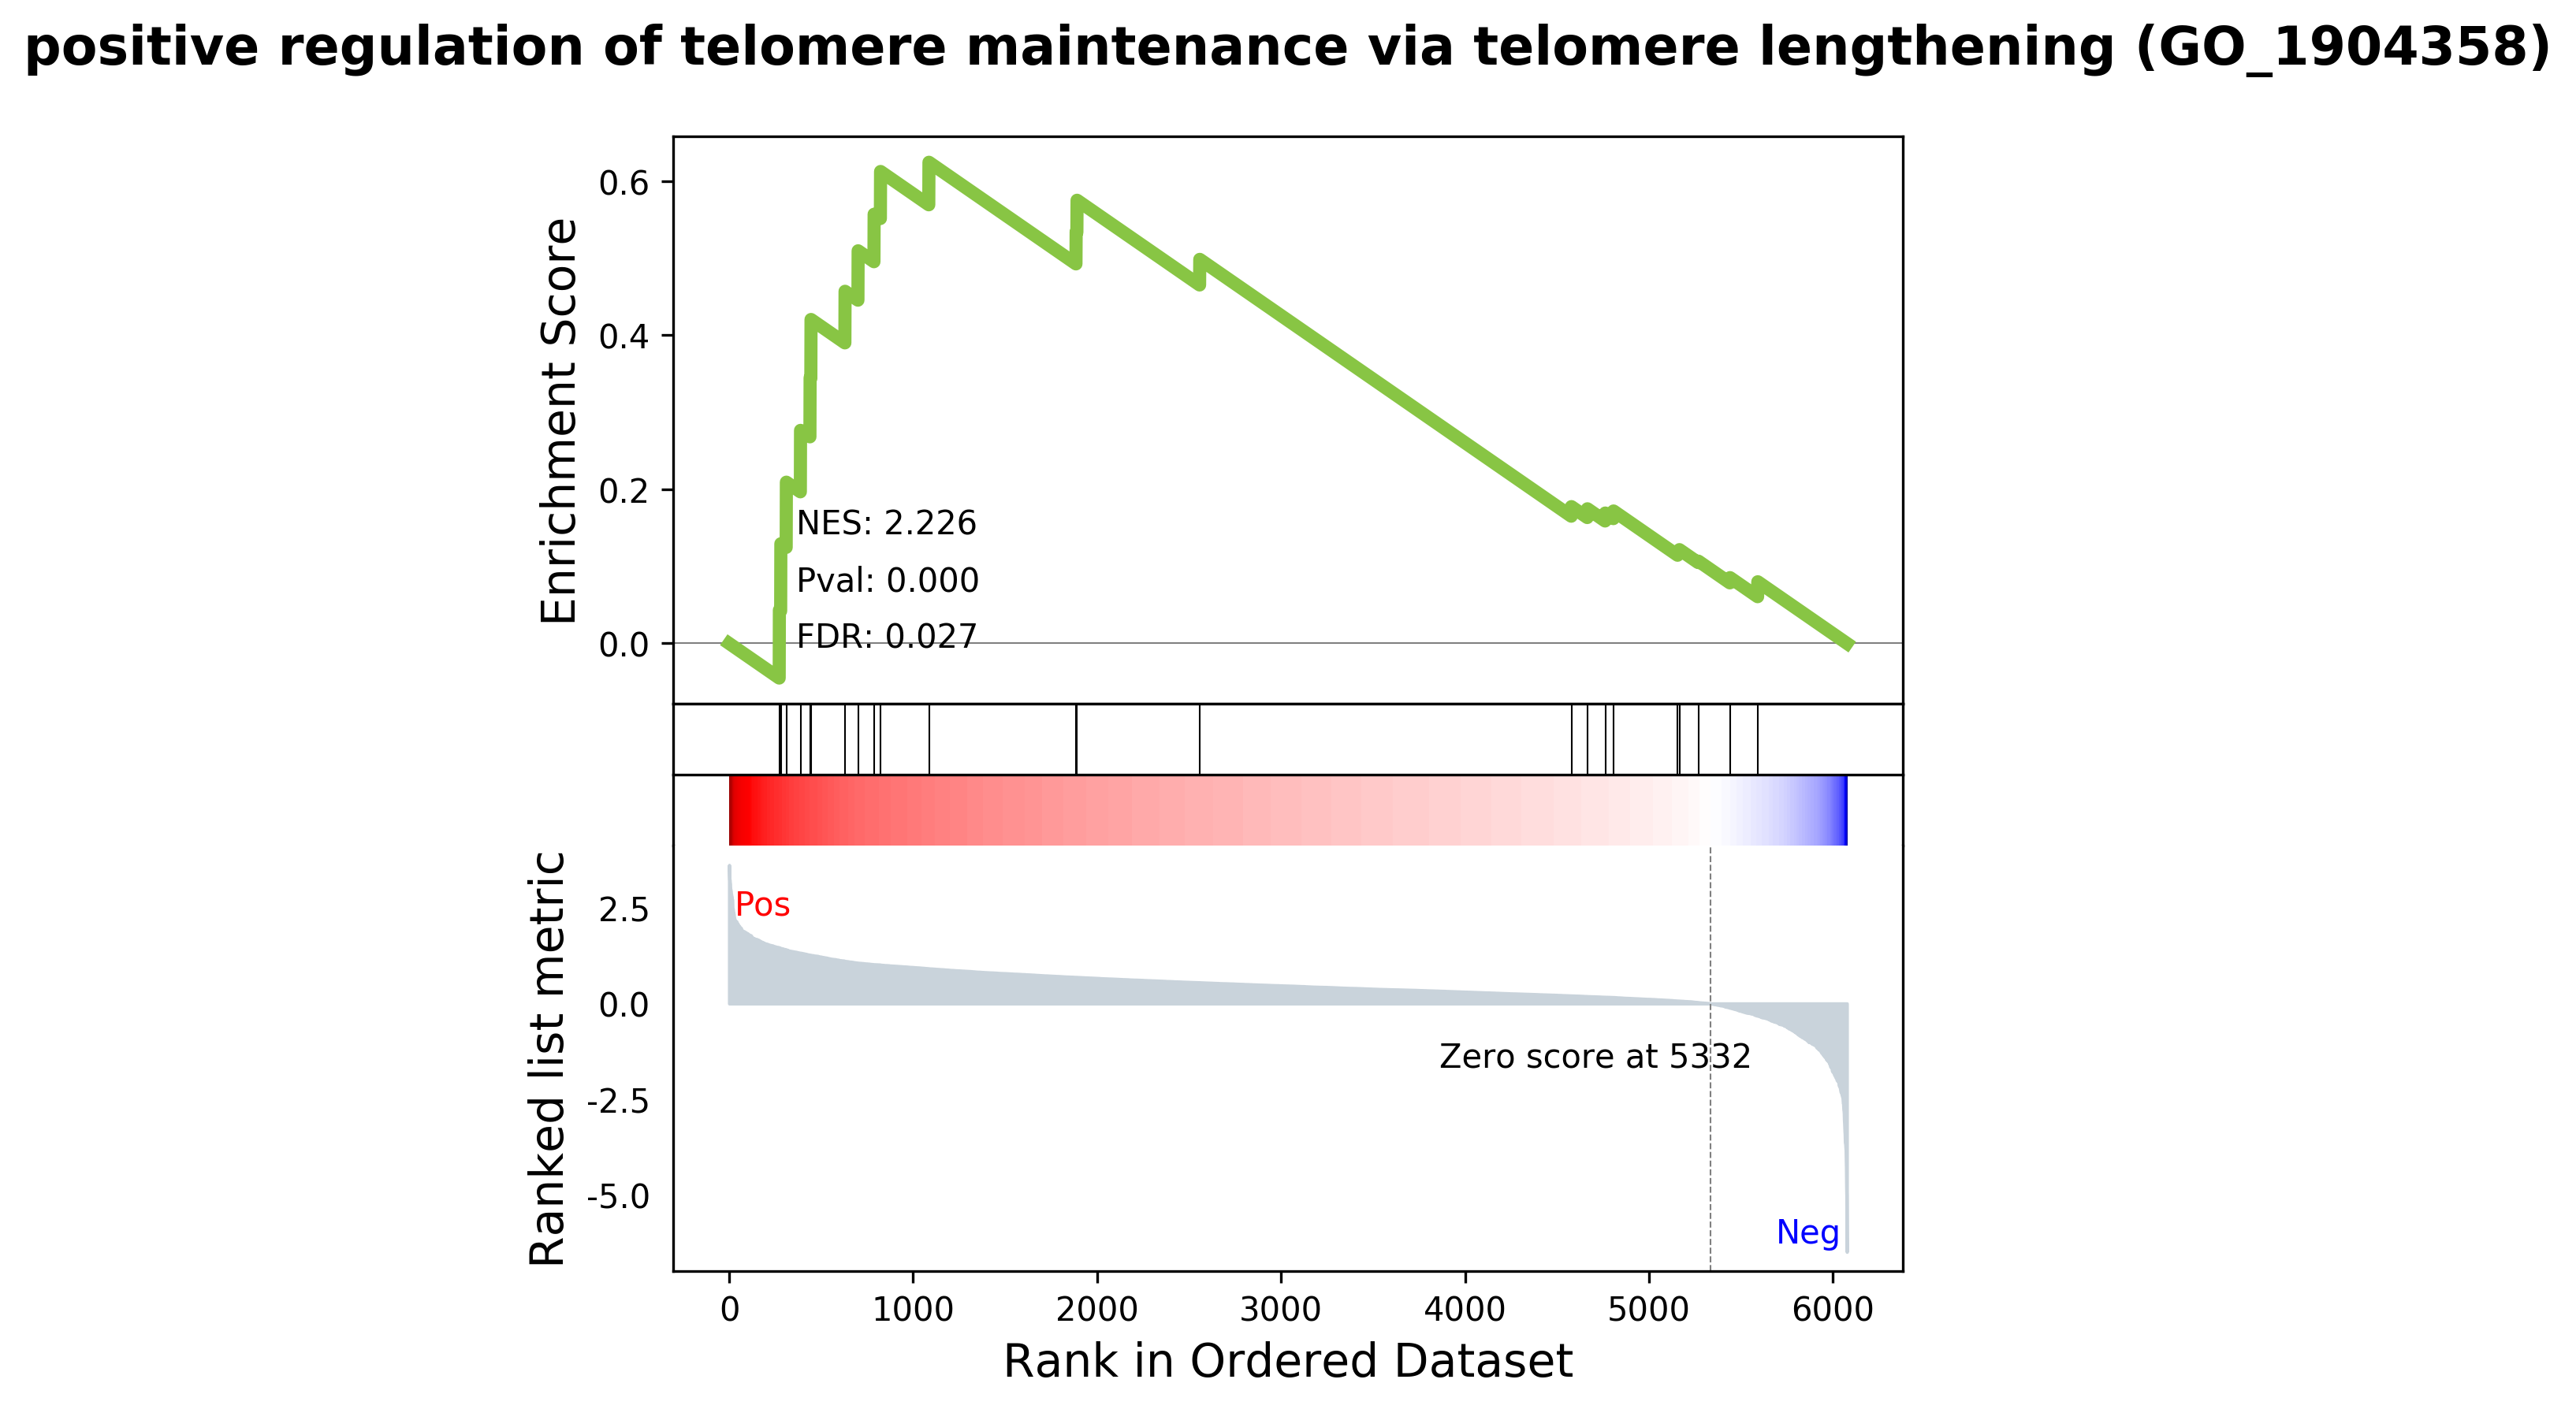 positive regulation of telomere maintenance via telomere lengthening (GO_1904358)
Enrichment Score
0.6
0.4
0.2
0.0
NES: 2.226
Pval: 0.000
FDR: 0.027
Ranked list metric
2.5
0.0
-2.5
-5.0
Pos
Zero score at 5332
Neg
0 1000 2000 3000 4000 5000 6000
Rank in Ordered Dataset